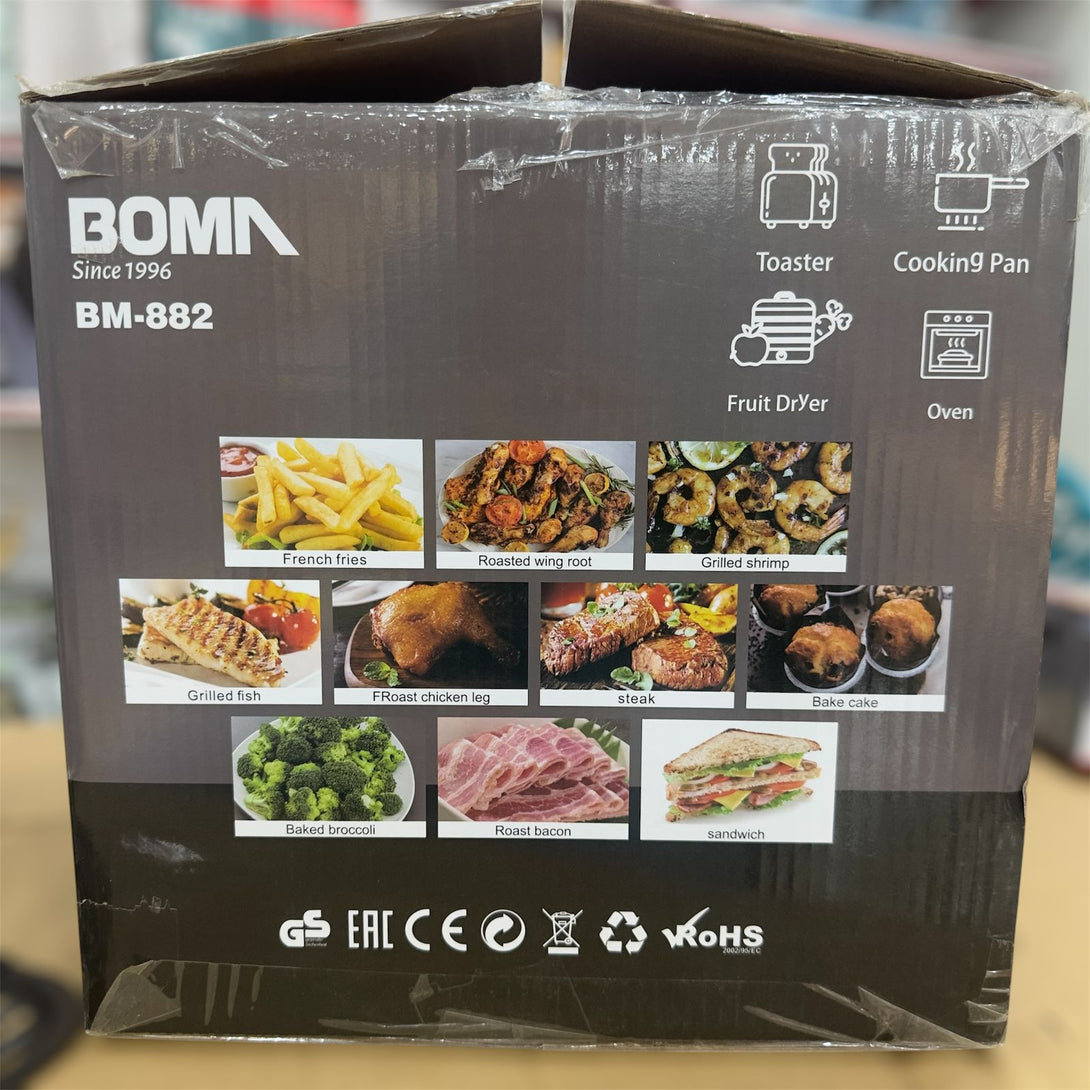 BOMA
Since 1996
BM-882
Toaster
Cooking Pan
Fruit Dryer
Oven
French fries
Roasted wing root
Grilled shrimp
Grilled fish
FRoast chicken leg
steak
Bake cake
Baked broccoli
Roast bacon
sandwich
GS
EAC
CE
RoHS
2002/95/EC